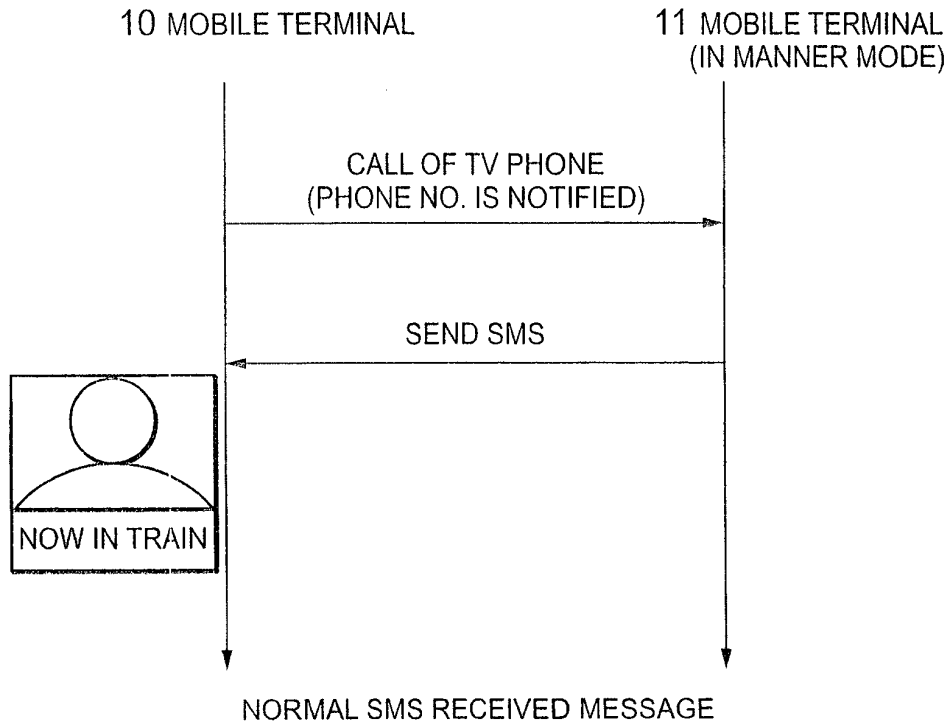 10 MOBILE TERMINAL
11 MOBILE TERMINAL
(IN MANNER MODE)
CALL OF TV PHONE
(PHONE NO. IS NOTIFIED)
SEND SMS
NOW IN TRAIN
NORMAL SMS RECEIVED MESSAGE